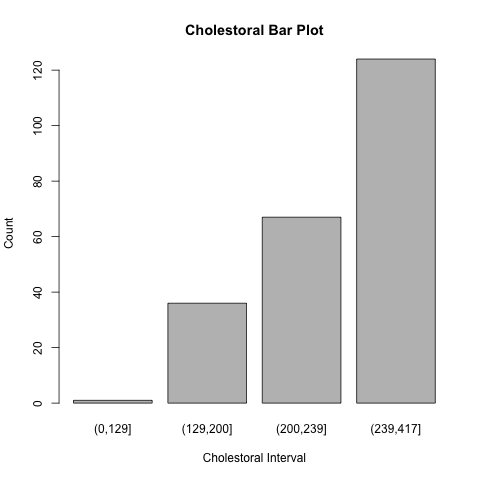 Cholestoral Bar Plot
120
100
80
60
40
20
0
Count
(0,129] (129,200] (200,239] (239,417]
Cholestoral Interval